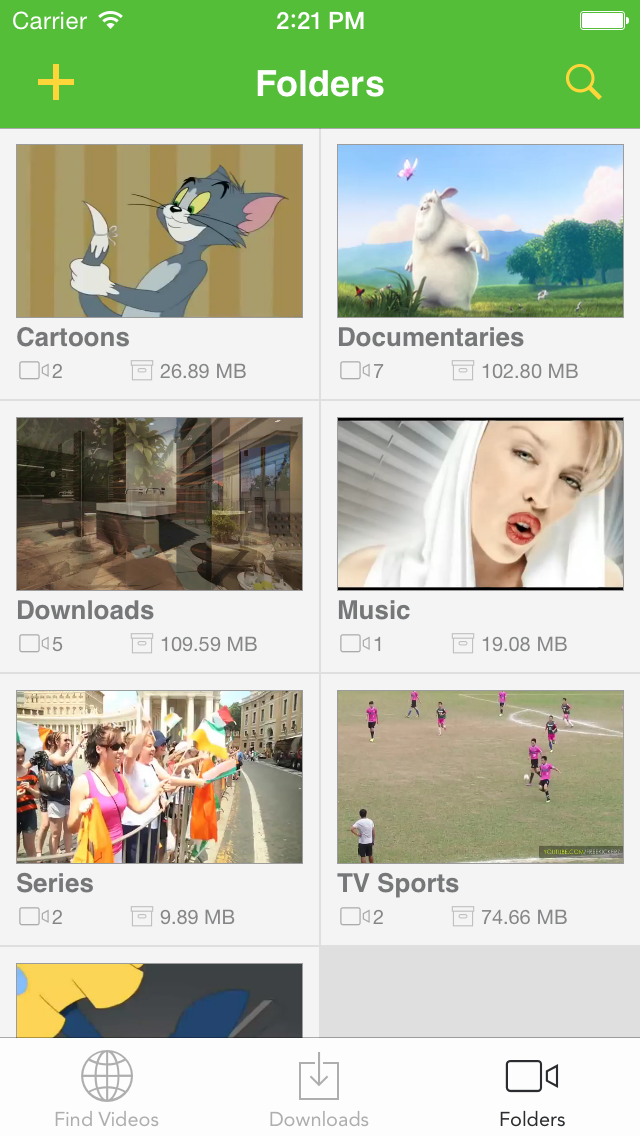 Carrier 2:21 PM
Folders
Cartoons
2 26.89 MB
Documentaries
7 102.80 MB
Downloads
5 109.59 MB
Music
1 19.08 MB
Series
2 9.89 MB
TV Sports
2 74.66 MB
Find Videos
Downloads
Folders